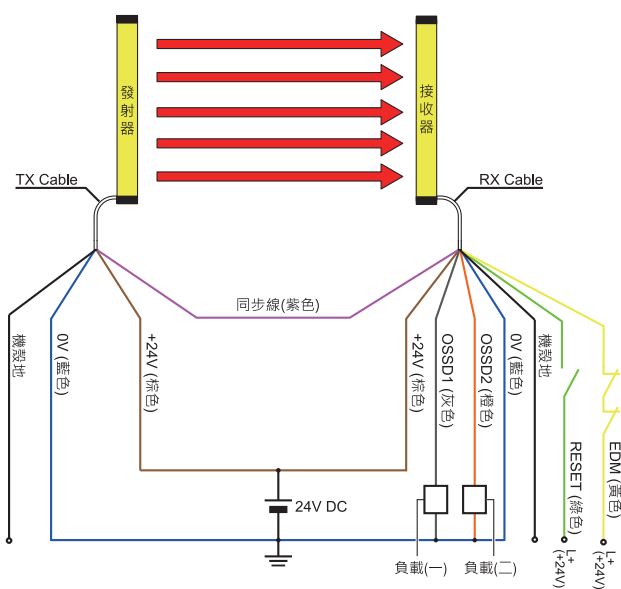 發射器
接收器
TX Cable
RX Cable
同步線(紫色)
機殼地
0V (藍色)
+24V (棕色)
+24V (棕色)
OSSD1 (灰色)
OSSD2 (橙色)
0V (藍色)
機殼地
RESET (綠色)
EDM (黃色)
24V DC
負載(一)
負載(二)
L+
(+24V)
L+
(+24V)